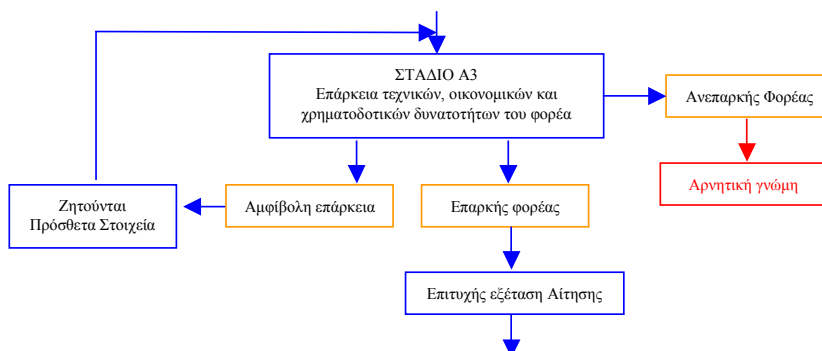 ΣΤΑΔΙΟ Α3
Επάρκεια τεχνικών, οικονομικών και
χρηματοδοτικών δυνατοτήτων του φορέα
Ανεπαρκής Φορέας
Αρνητική γνώμη
Ζητούνται
Πρόσθετα Στοιχεία
Αμφίβολη επάρκεια
Επαρκής φορέας
Επιτυχής εξέταση Αίτησης